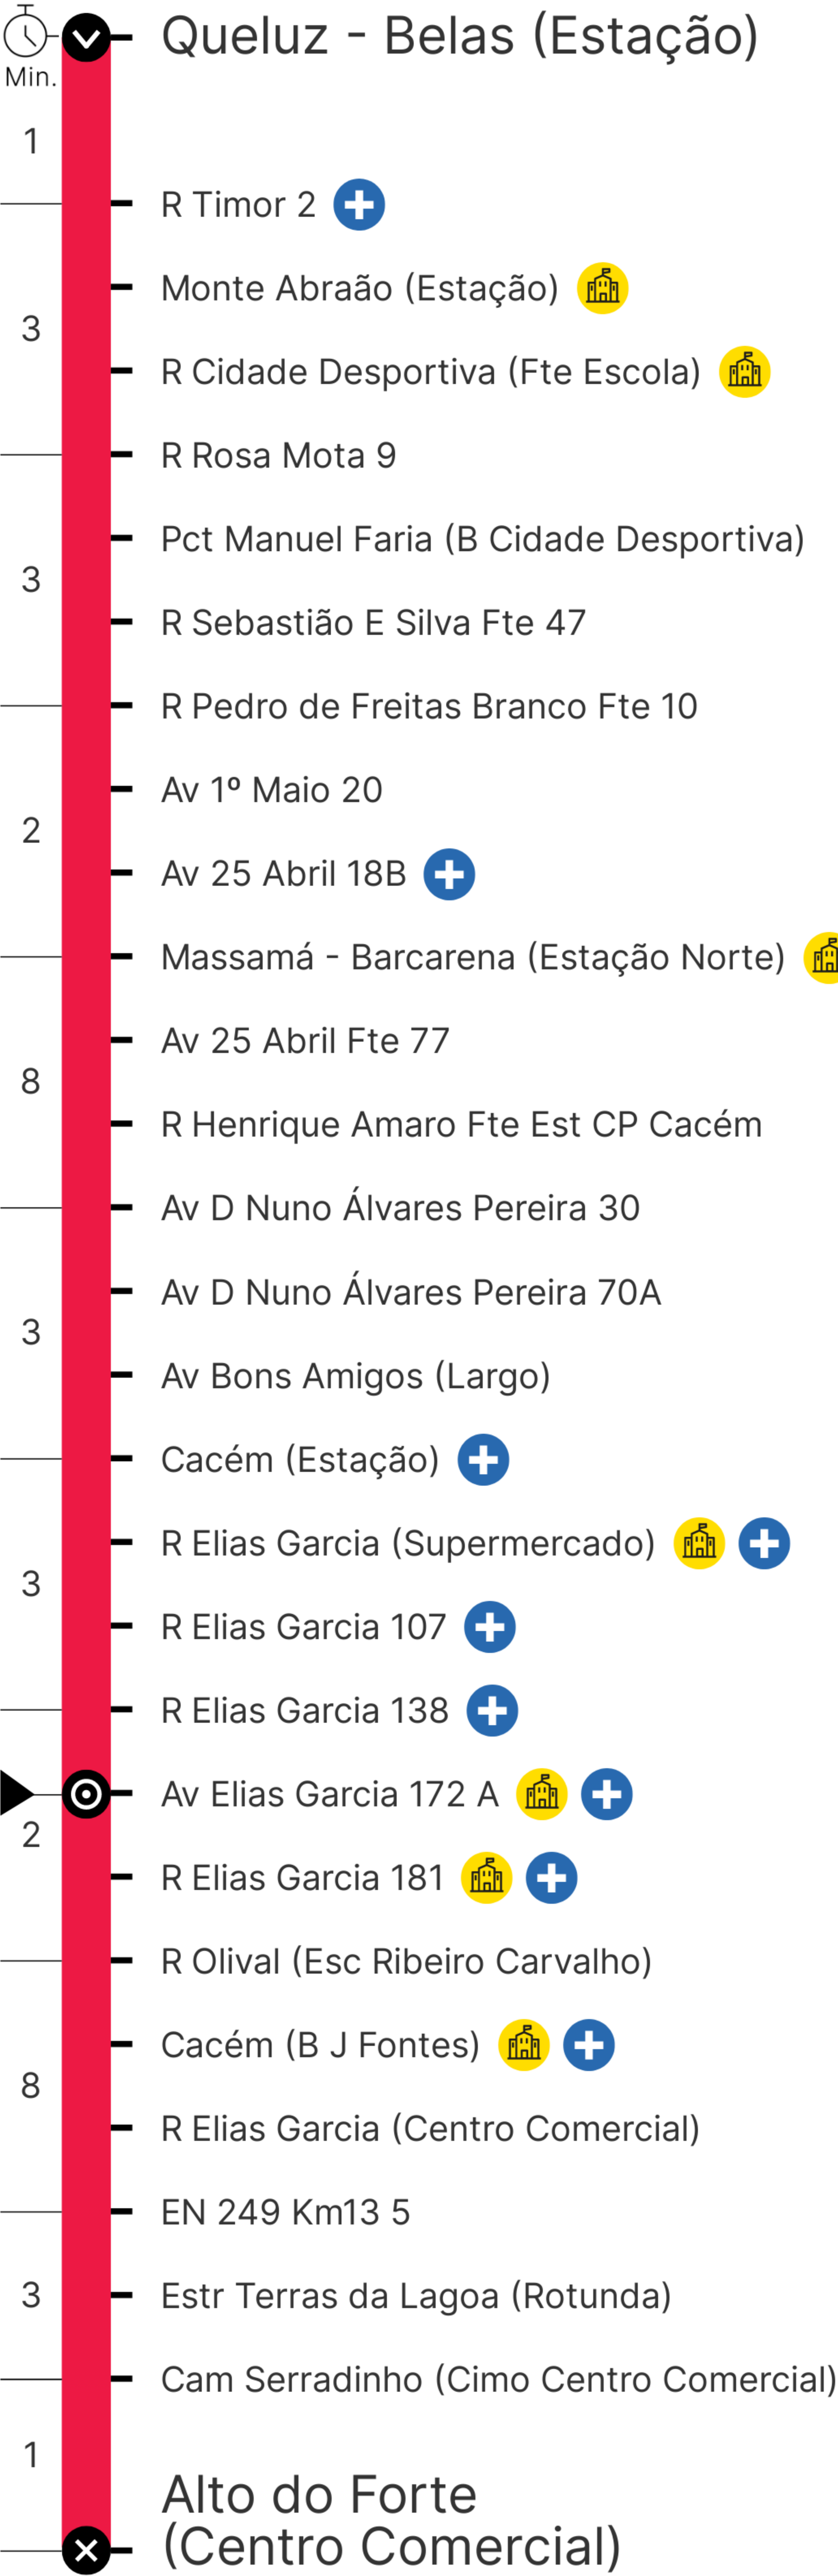 Queluz - Belas (Estação)
Min.
1
R Timor 2
Monte Abraão (Estação)
3
R Cidade Desportiva (Fte Escola)
R Rosa Mota 9
Pct Manuel Faria (B Cidade Desportiva)
3
R Sebastião E Silva Fte 47
R Pedro de Freitas Branco Fte 10
Av 1º Maio 20
2
Av 25 Abril 18B
Massamá - Barcarena (Estação Norte)
Av 25 Abril Fte 77
8
R Henrique Amaro Fte Est CP Cacém
Av D Nuno Álvares Pereira 30
Av D Nuno Álvares Pereira 70A
3
Av Bons Amigos (Largo)
Cacém (Estação)
R Elias Garcia (Supermercado)
3
R Elias Garcia 107
R Elias Garcia 138
Av Elias Garcia 172 A
2
R Elias Garcia 181
R Olival (Esc Ribeiro Carvalho)
Cacém (B J Fontes)
8
R Elias Garcia (Centro Comercial)
EN 249 Km13 5
3
Estr Terras da Lagoa (Rotunda)
Cam Serradinho (Cimo Centro Comercial)
1
Alto do Forte
(Centro Comercial)